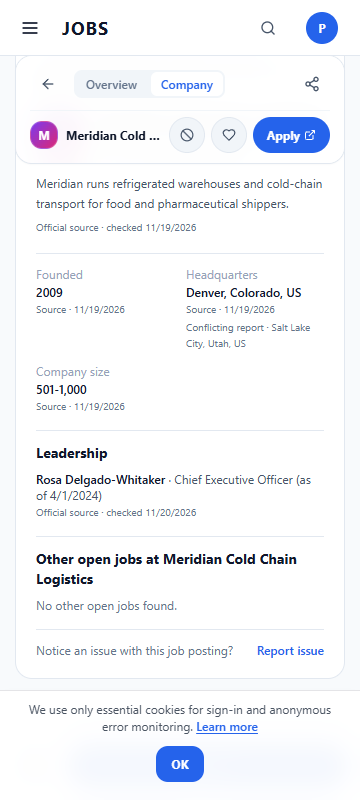 JOBS
P
Overview
Company
M
Meridian Cold ...
Apply
Meridian runs refrigerated warehouses and cold-chain
transport for food and pharmaceutical shippers.
Official source · checked 11/19/2026
Founded
2009
Source · 11/19/2026
Headquarters
Denver, Colorado, US
Source · 11/19/2026
Conflicting report · Salt Lake
City, Utah, US
Company size
501-1,000
Source · 11/19/2026
Leadership
Rosa Delgado-Whitaker · Chief Executive Officer (as
of 4/1/2024)
Official source · checked 11/20/2026
Other open jobs at Meridian Cold Chain
Logistics
No other open jobs found.
Notice an issue with this job posting?
Report issue
We use only essential cookies for sign-in and anonymous
error monitoring. Learn more
OK